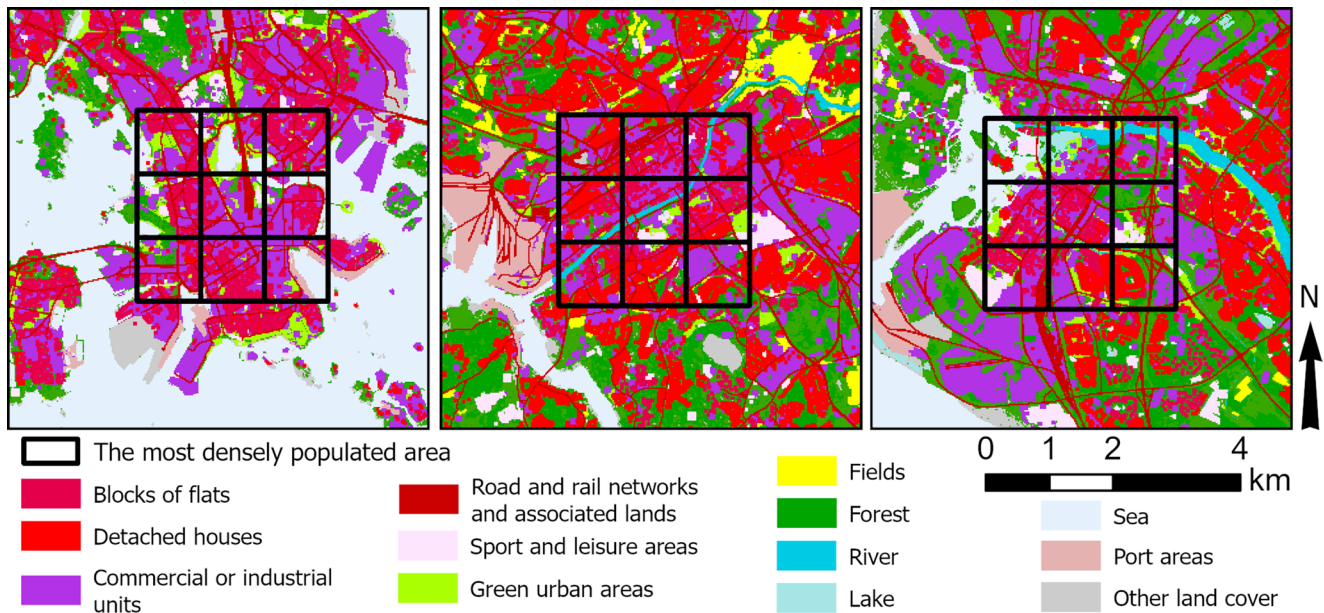 N
The most densely populated area
Blocks of flats
Detached houses
Commercial or industrial
units
Road and rail networks
and associated lands
Sport and leisure areas
Green urban areas
Fields
Forest
River
Lake
0 1 2 4
km
Sea
Port areas
Other land cover